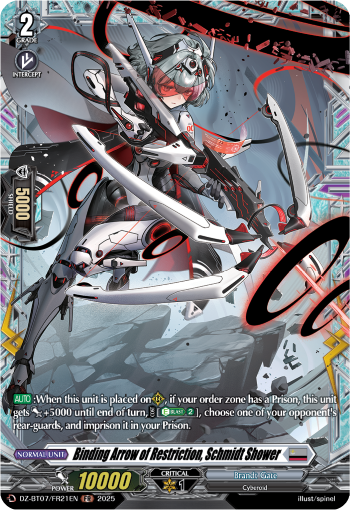 2
GRADE
INTERCEPT
5000
SHIELD
AUTO :When this unit is placed on , if your order zone has a Prison, this unit
gets +5000 until end of turn, COST [ E-BLAST 2 ], choose one of your opponent's
rear-guards, and imprison it in your Prison.
NORMAL UNIT
Binding Arrow of Restriction, Schmidt Shower
POWER 10000
CRITICAL
1
Brandt Gate
Cyberoid
DZ-BT07/FR21EN FR 2025
illust/spinel